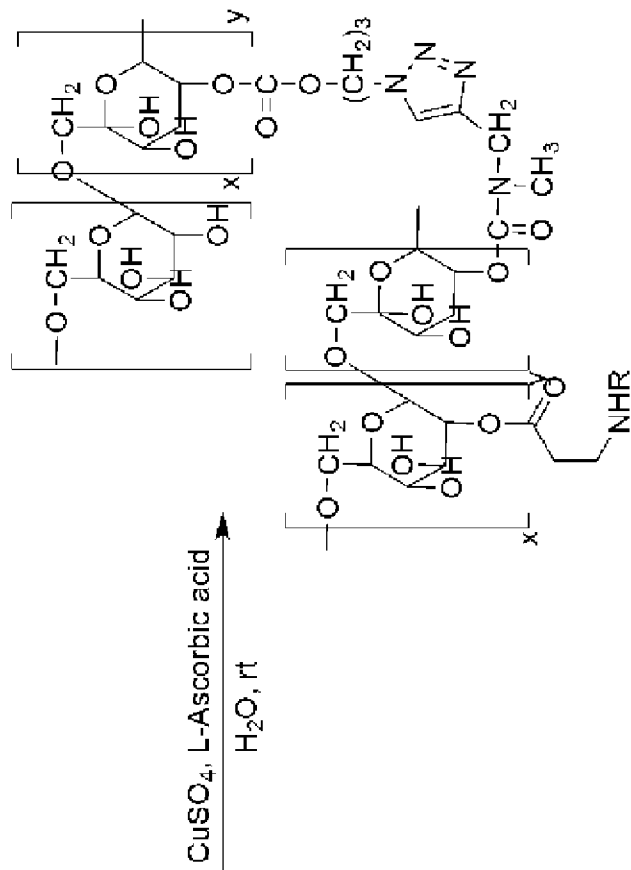 CuSO₄, L-Ascorbic acid
H₂O, rt
O
CH₂
O
OH
OH
OH
x
O
CH₂
O
OH
OH
y
O
C
O
O
(CH₂)₃
N
N
N
CH₂
N
CH₃
C
O
O
O
CH₂
O
OH
OH
x
O
O
NHR
O
CH₂
O
OH
OH